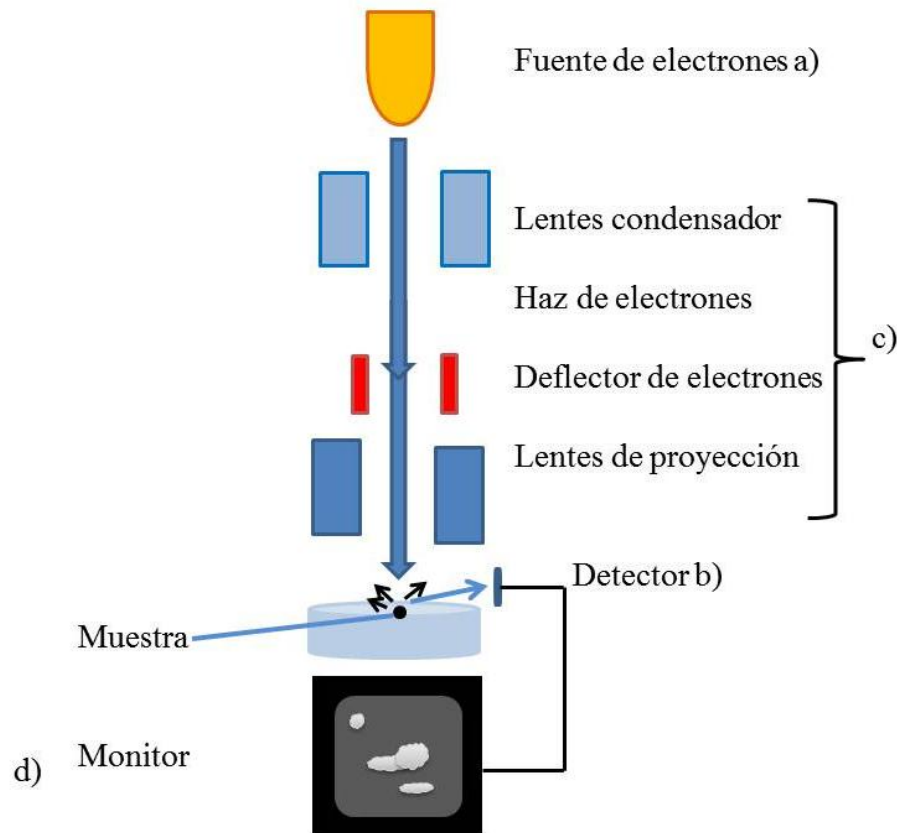 Fuente de electrones a)
Lentes condensador
Haz de electrones
c)
Deflector de electrones
Lentes de proyección
Detector b)
Muestra
d) Monitor